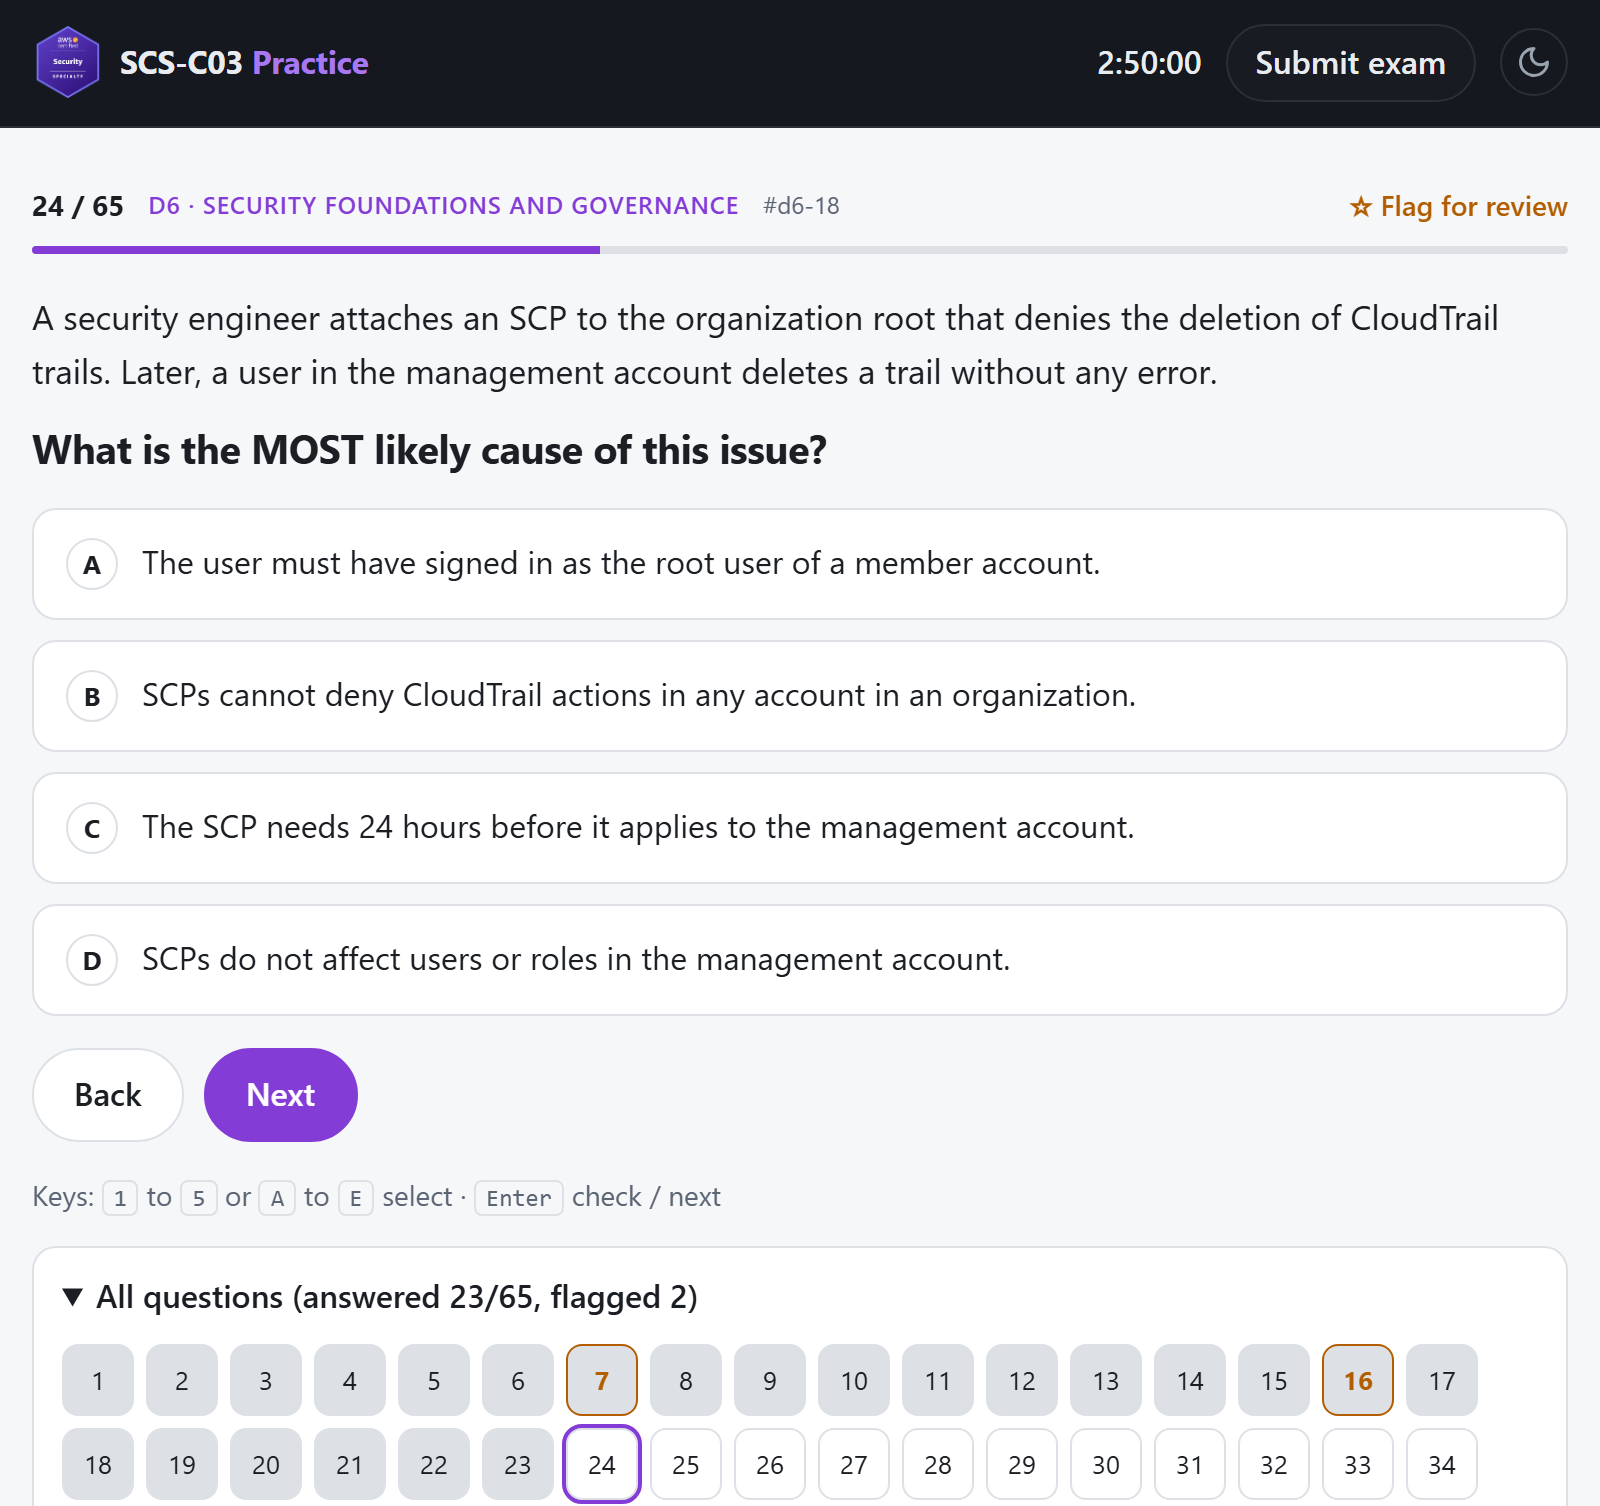 aws
certified
Security
SPECIALTY
SCS-C03 Practice
2:50:00
Submit exam
24 / 65 D6 · SECURITY FOUNDATIONS AND GOVERNANCE #d6-18
☆ Flag for review
A security engineer attaches an SCP to the organization root that denies the deletion of CloudTrail
trails. Later, a user in the management account deletes a trail without any error.
What is the MOST likely cause of this issue?
A The user must have signed in as the root user of a member account.
B SCPs cannot deny CloudTrail actions in any account in an organization.
C The SCP needs 24 hours before it applies to the management account.
D SCPs do not affect users or roles in the management account.
Back Next
Keys: 1 to 5 or A to E select · Enter check / next
▼ All questions (answered 23/65, flagged 2)
1 2 3 4 5 6 7 8 9 10 11 12 13 14 15 16 17
18 19 20 21 22 23 24 25 26 27 28 29 30 31 32 33 34